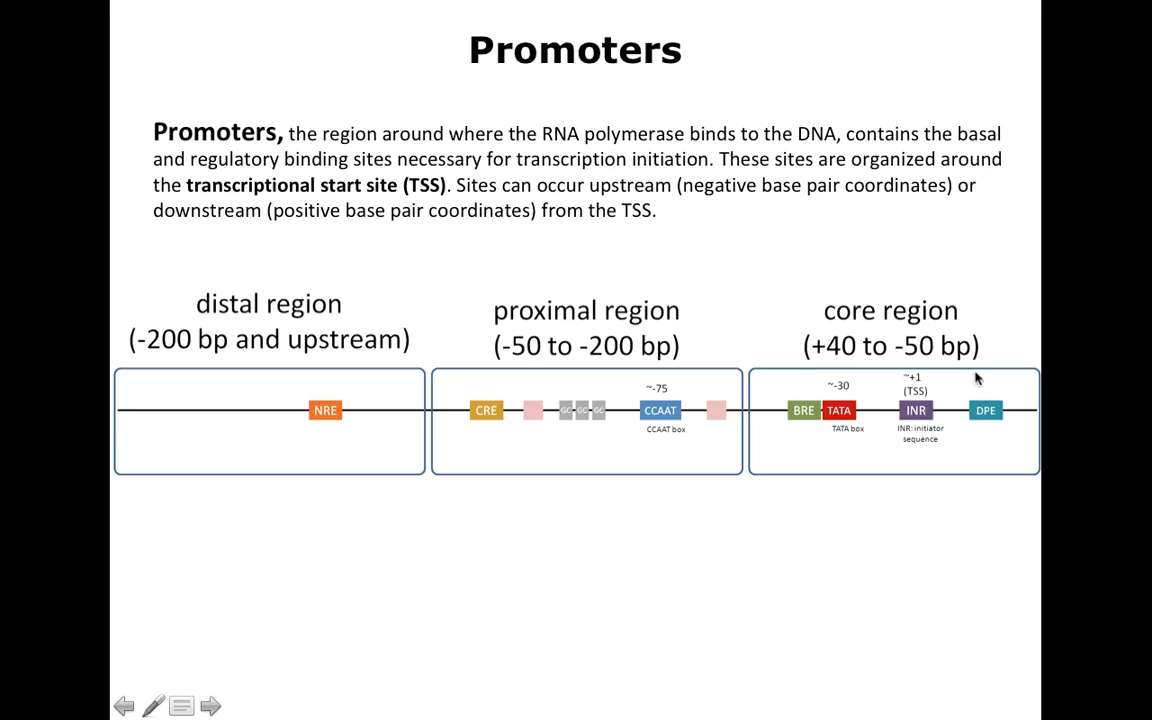 Promoters
Promoters, the region around where the RNA polymerase binds to the DNA, contains the basal
and regulatory binding sites necessary for transcription initiation. These sites are organized around
the transcriptional start site (TSS). Sites can occur upstream (negative base pair coordinates) or
downstream (positive base pair coordinates) from the TSS.
distal region
(-200 bp and upstream)
NRE
proximal region
(-50 to -200 bp)
~-75
CRE GC GC GC CCAAT
CCAAT box
core region
(+40 to -50 bp)
~-30
~+1
(TSS)
BRE TATA INR DPE
TATA box
INR: initiator
sequence